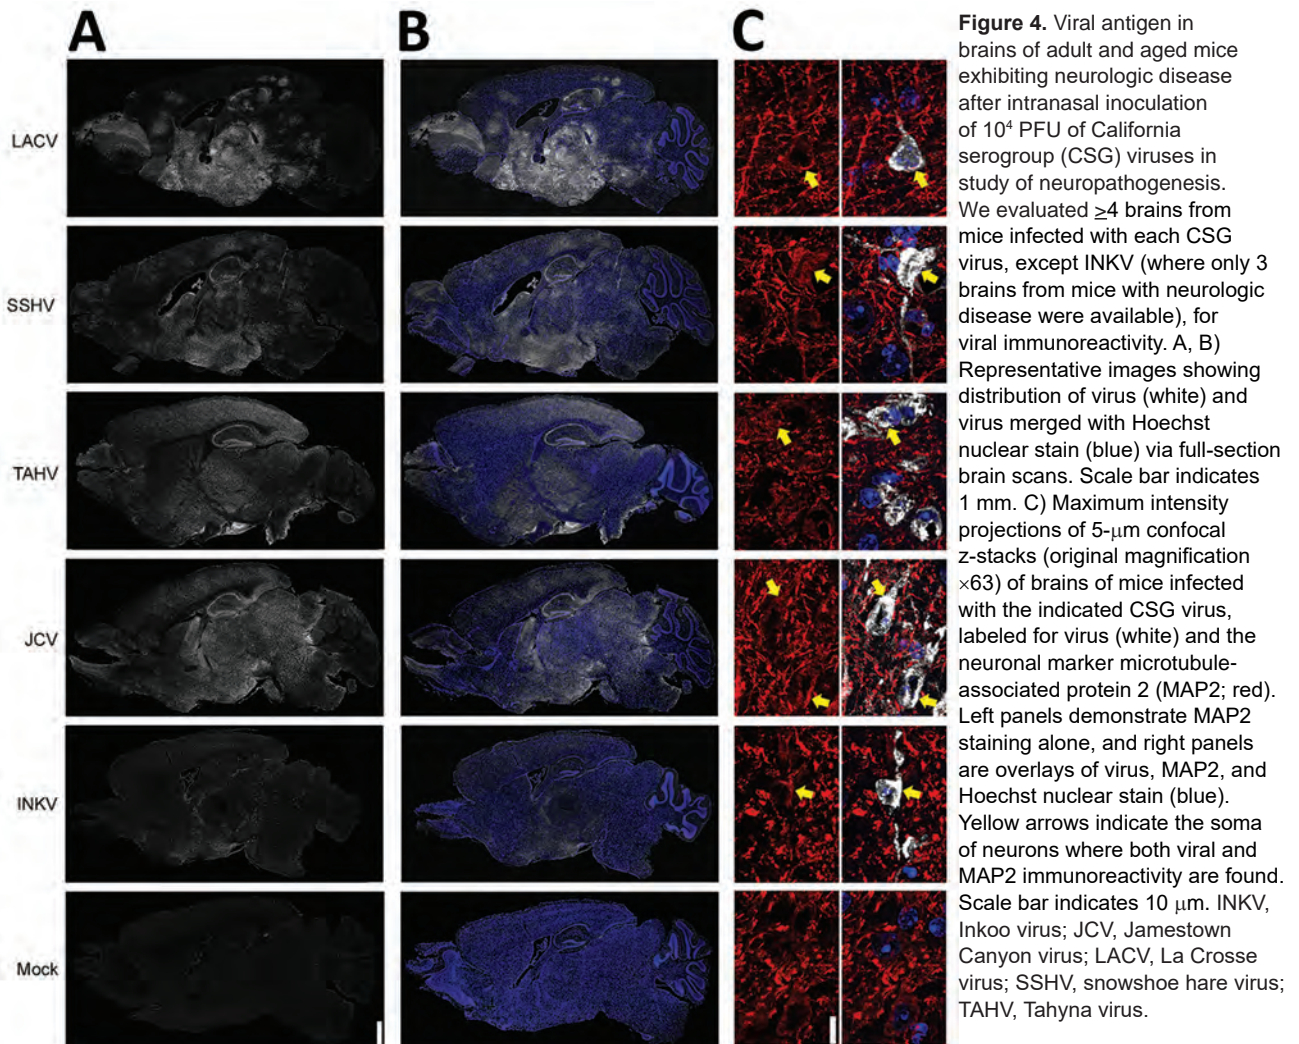 A
B
C
LACV
SSHV
TAHV
JCV
INKV
Mock
Figure 4. Viral antigen in
brains of adult and aged mice
exhibiting neurologic disease
after intranasal inoculation
of 10⁴ PFU of California
serogroup (CSG) viruses in
study of neuropathogenesis.
We evaluated ≥4 brains from
mice infected with each CSG
virus, except INKV (where only 3
brains from mice with neurologic
disease were available), for
viral immunoreactivity. A, B)
Representative images showing
distribution of virus (white) and
virus merged with Hoechst
nuclear stain (blue) via full-section
brain scans. Scale bar indicates
1 mm. C) Maximum intensity
projections of 5-μm confocal
z-stacks (original magnification
×63) of brains of mice infected
with the indicated CSG virus,
labeled for virus (white) and the
neuronal marker microtubule-
associated protein 2 (MAP2; red).
Left panels demonstrate MAP2
staining alone, and right panels
are overlays of virus, MAP2, and
Hoechst nuclear stain (blue).
Yellow arrows indicate the soma
of neurons where both viral and
MAP2 immunoreactivity are found.
Scale bar indicates 10 μm. INKV,
Inkoo virus; JCV, Jamestown
Canyon virus; LACV, La Crosse
virus; SSHV, snowshoe hare virus;
TAHV, Tahyna virus.